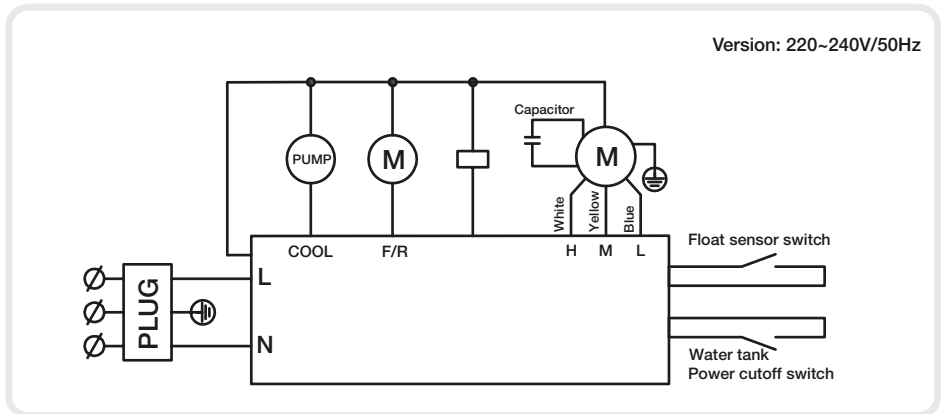 Version: 220~240V/50Hz
Capacitor
PUMP
M
M
White
Yellow
Blue
COOL
F/R
H
M
L
Float sensor switch
L
PLUG
N
Water tank
Power cutoff switch